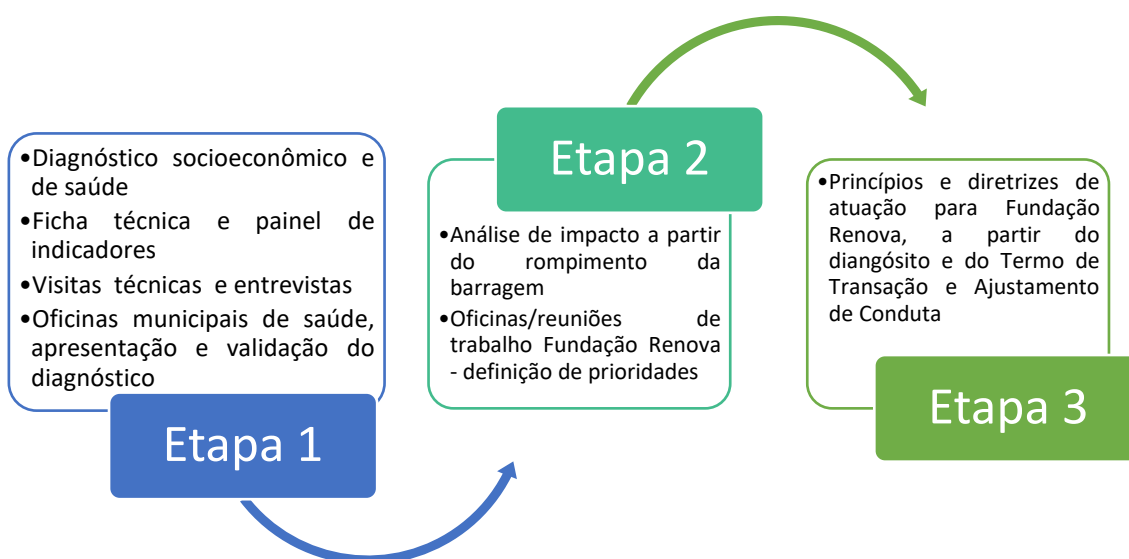 •Diagnóstico socioeconômico e
de saúde
•Ficha técnica e painel de
indicadores
•Visitas técnicas e entrevistas
•Oficinas municipais de saúde,
apresentação e validação do
diagnóstico
Etapa 1
Etapa 2
•Análise de impacto a partir
do rompimento da
barragem
•Oficinas/reuniões de
trabalho Fundação Renova
- definição de prioridades
•Princípios e diretrizes de
atuação para Fundação
Renova, a partir do
diangósito e do Termo de
Transação e Ajustamento
de Conduta
Etapa 3